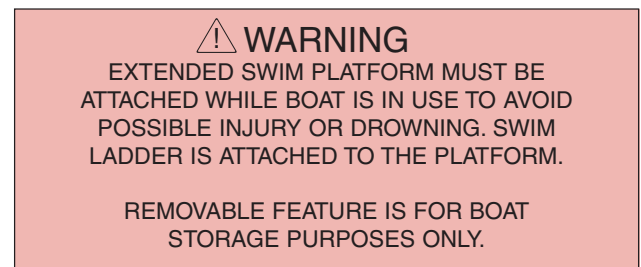 WARNING
EXTENDED SWIM PLATFORM MUST BE
ATTACHED WHILE BOAT IS IN USE TO AVOID
POSSIBLE INJURY OR DROWNING. SWIM
LADDER IS ATTACHED TO THE PLATFORM.
REMOVABLE FEATURE IS FOR BOAT
STORAGE PURPOSES ONLY.